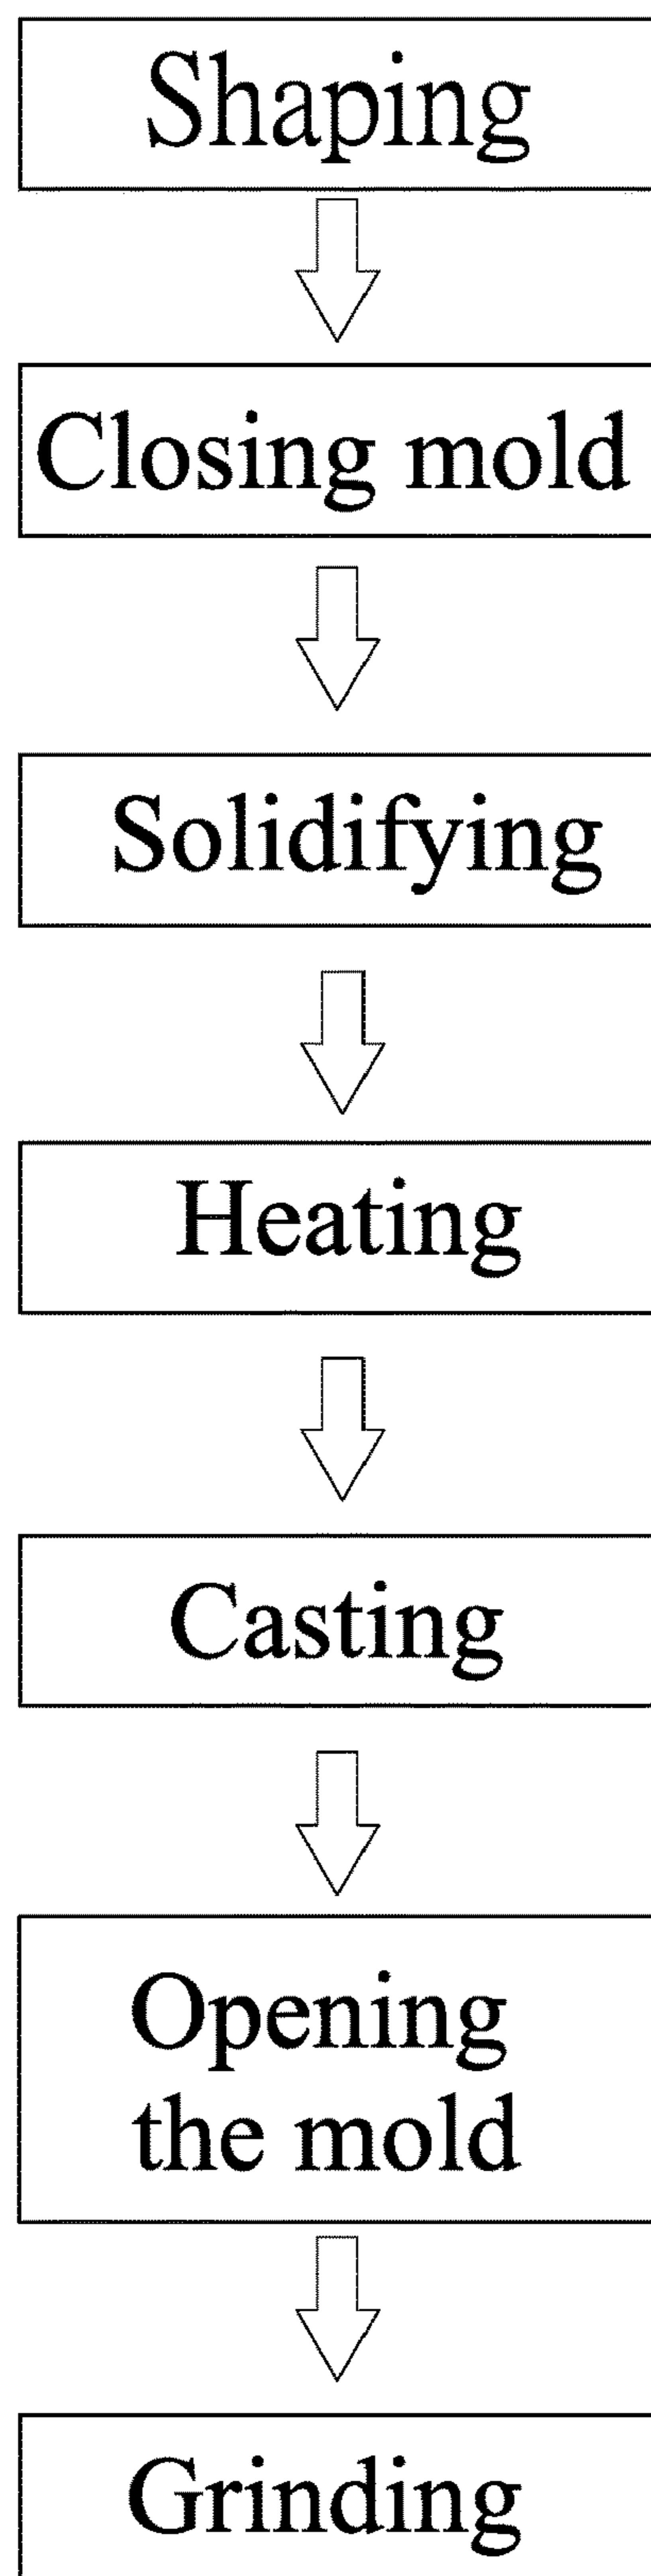 Shaping
Closing mold
Solidifying
Heating
Casting
Opening
the mold
Grinding